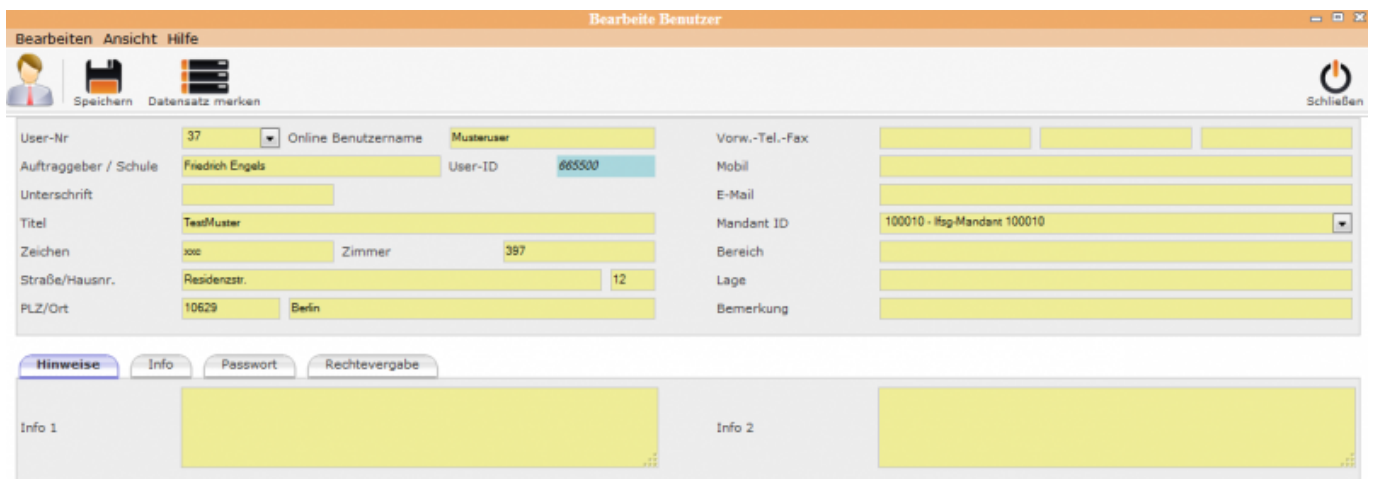 Bearbeite Benutzer
Bearbeiten Ansicht Hilfe
Speichern Datensatz merken Schließen
User-Nr 37 Online Benutzername Musteruser Vorw.-Tel.-Fax
Auftraggeber / Schule Friedrich Engels User-ID 665500 Mobil
Unterschrift E-Mail
Titel TestMuster Mandant ID 100010 - Ifsg-Mandant 100010
Zeichen xxx Zimmer 397 Bereich
Straße/Hausnr. Residenzstr. 12 Lage
PLZ/Ort 10629 Berlin Bemerkung
Hinweise Info Passwort Rechtevergabe
Info 1 Info 2